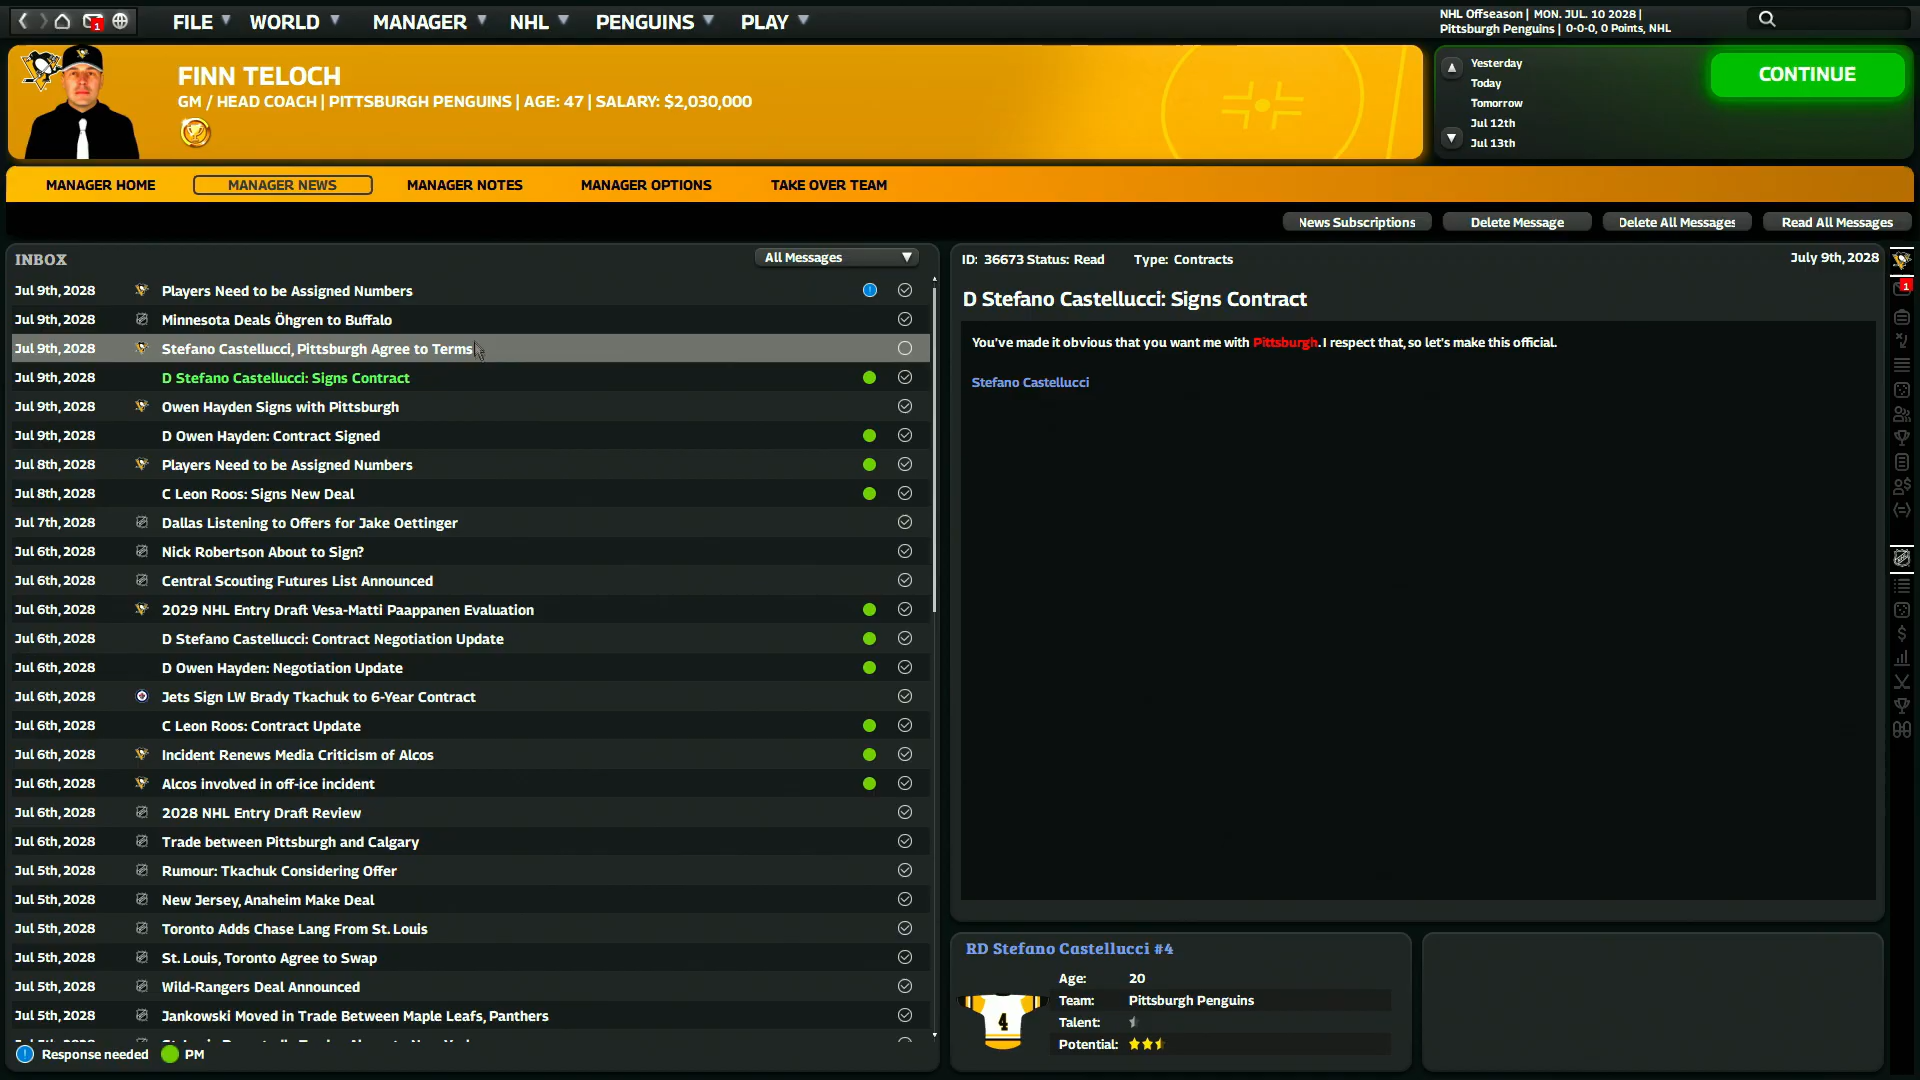 FILE WORLD MANAGER NHL PENGUINS PLAY
1
NHL Offseason | MON. JUL. 10 2028 |
Pittsburgh Penguins | 0-0-0, 0 Points, NHL
FINN TELOCH
GM / HEAD COACH | PITTSBURGH PENGUINS | AGE: 47 | SALARY: $2,030,000
Yesterday
Today
Tomorrow
Jul 12th
Jul 13th
CONTINUE
MANAGER HOME MANAGER NEWS MANAGER NOTES MANAGER OPTIONS TAKE OVER TEAM
News Subscriptions Delete Message Delete All Messages Read All Messages
INBOX All Messages
Jul 9th, 2028 Players Need to be Assigned Numbers
Jul 9th, 2028 Minnesota Deals Öhgren to Buffalo
Jul 9th, 2028 Stefano Castellucci, Pittsburgh Agree to Terms
Jul 9th, 2028 D Stefano Castellucci: Signs Contract
Jul 9th, 2028 Owen Hayden Signs with Pittsburgh
Jul 9th, 2028 D Owen Hayden: Contract Signed
Jul 8th, 2028 Players Need to be Assigned Numbers
Jul 8th, 2028 C Leon Roos: Signs New Deal
Jul 7th, 2028 Dallas Listening to Offers for Jake Oettinger
Jul 6th, 2028 Nick Robertson About to Sign?
Jul 6th, 2028 Central Scouting Futures List Announced
Jul 6th, 2028 2029 NHL Entry Draft Vesa-Matti Paappanen Evaluation
Jul 6th, 2028 D Stefano Castellucci: Contract Negotiation Update
Jul 6th, 2028 D Owen Hayden: Negotiation Update
Jul 6th, 2028 Jets Sign LW Brady Tkachuk to 6-Year Contract
Jul 6th, 2028 C Leon Roos: Contract Update
Jul 6th, 2028 Incident Renews Media Criticism of Alcos
Jul 6th, 2028 Alcos involved in off-ice incident
Jul 6th, 2028 2028 NHL Entry Draft Review
Jul 6th, 2028 Trade between Pittsburgh and Calgary
Jul 5th, 2028 Rumour: Tkachuk Considering Offer
Jul 5th, 2028 New Jersey, Anaheim Make Deal
Jul 5th, 2028 Toronto Adds Chase Lang From St. Louis
Jul 5th, 2028 St. Louis, Toronto Agree to Swap
Jul 5th, 2028 Wild-Rangers Deal Announced
Jul 5th, 2028 Jankowski Moved in Trade Between Maple Leafs, Panthers
Response needed PM
ID: 36673 Status: Read Type: Contracts July 9th, 2028
D Stefano Castellucci: Signs Contract
You've made it obvious that you want me with Pittsburgh. I respect that, so let's make this official.
Stefano Castellucci
RD Stefano Castellucci #4
4
Age: 20
Team: Pittsburgh Penguins
Talent:
Potential:
1